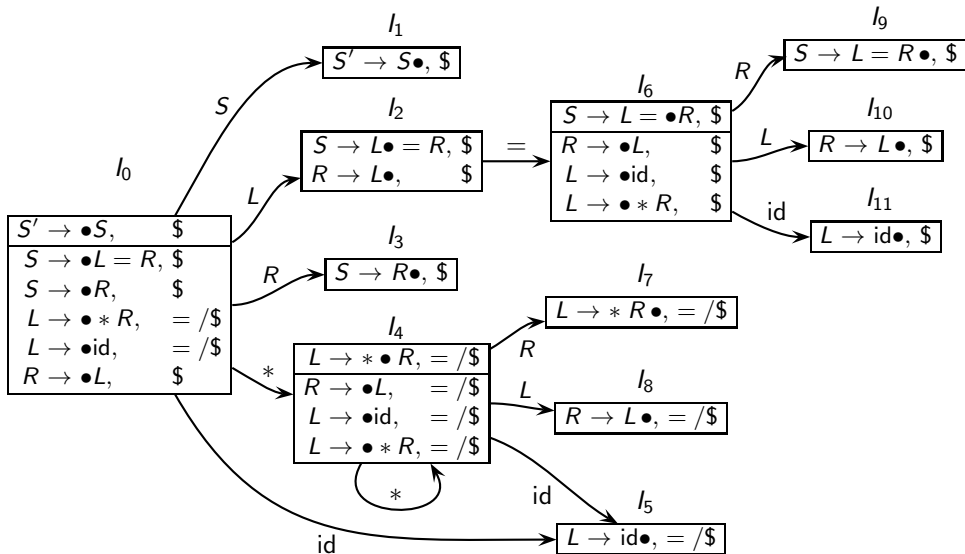 I0
S′ → •S, $
S → •L = R, $
S → •R, $
L → • ∗ R, = /$
L → •id, = /$
R → •L, $
S
I1
S′ → S•, $
L
I2
S → L• = R, $
R → L•, $
=
I6
S → L = •R, $
R → •L, $
L → •id, $
L → • ∗ R, $
R
I9
S → L = R •, $
L
I10
R → L•, $
id
I11
L → id•, $
R
I3
S → R•, $
∗
I4
L → ∗ • R, = /$
R → •L, = /$
L → •id, = /$
L → • ∗ R, = /$
∗
R
I7
L → ∗ R •, = /$
L
I8
R → L •, = /$
id
id
I5
L → id•, = /$